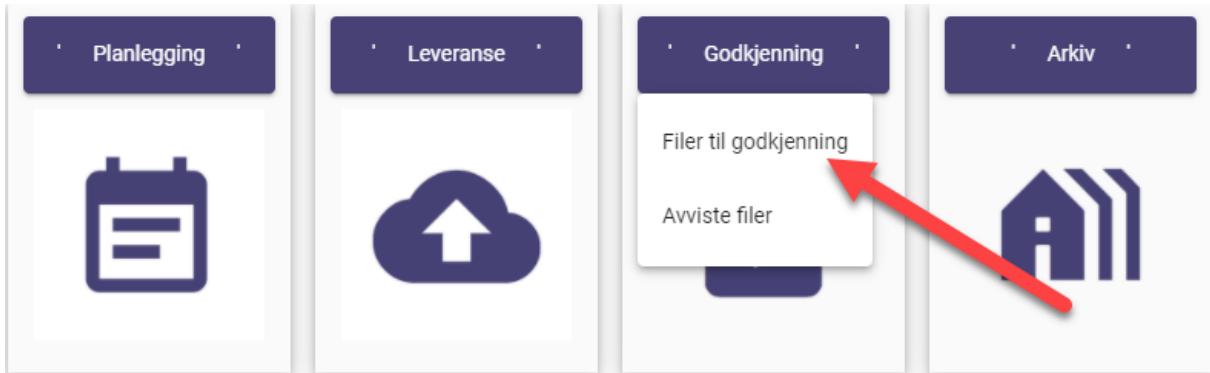 Planlegging
Leveranse
Godkjenning
Arkiv
Filer til godkjenning
Avviste filer